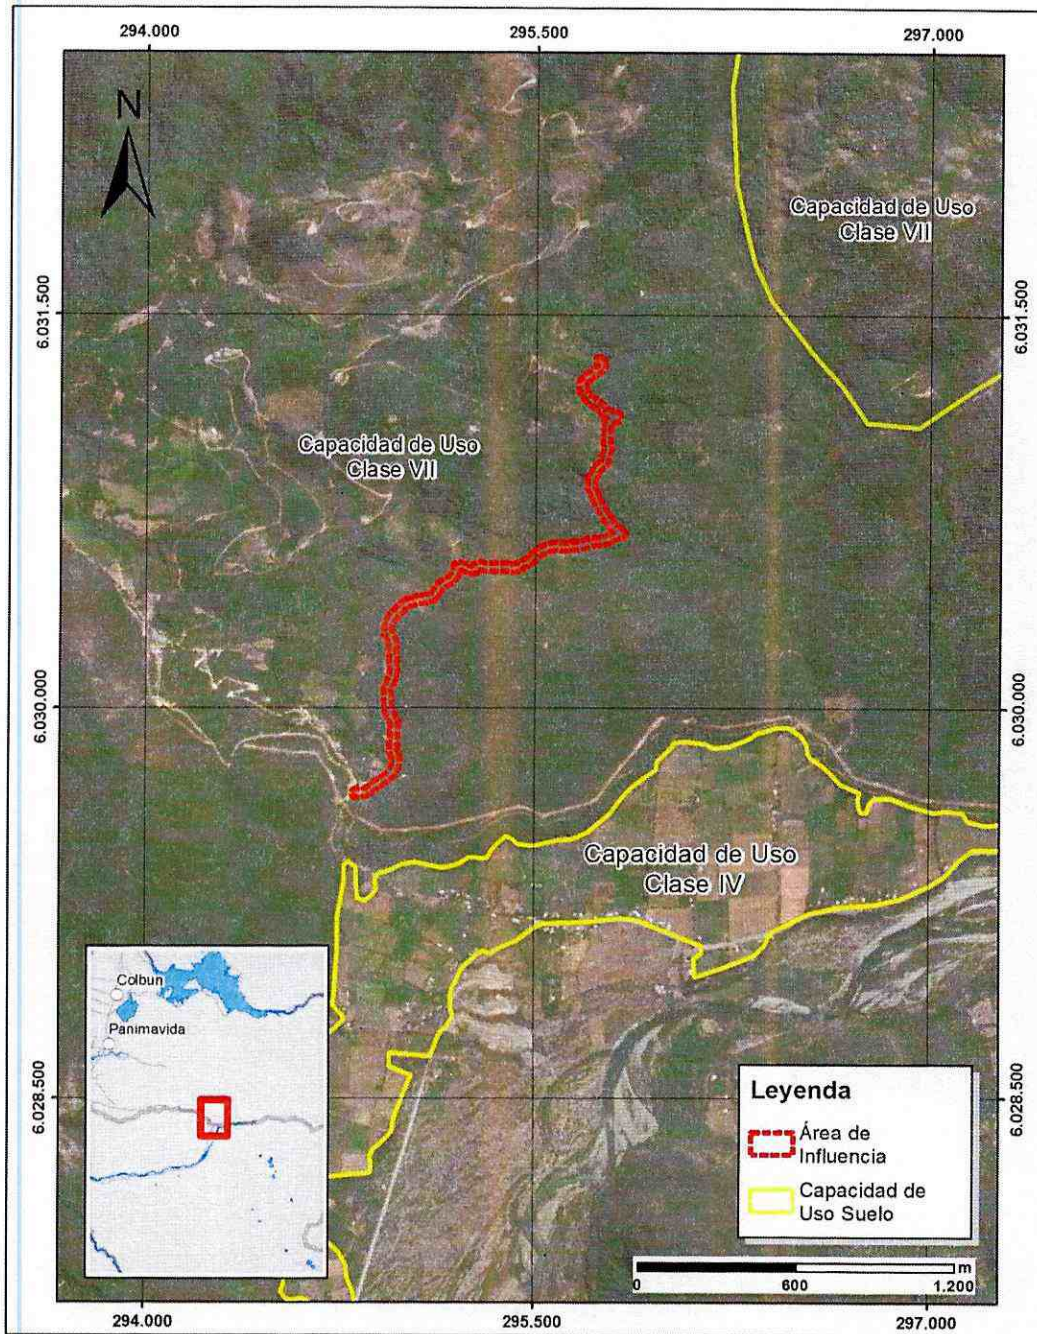 294.000 295.500 297.000
N
Capacidad de Uso
Clase VII
6.031.500 6.031.500
Capacidad de Uso
Clase VII
6.030.000 6.030.000
Capacidad de Uso
Clase IV
Colbun
Panimavida
6.028.500 6.028.500
Leyenda
Área de
Influencia
Capacidad de
Uso Suelo
m
0 600 1.200
294.000 295.500 297.000